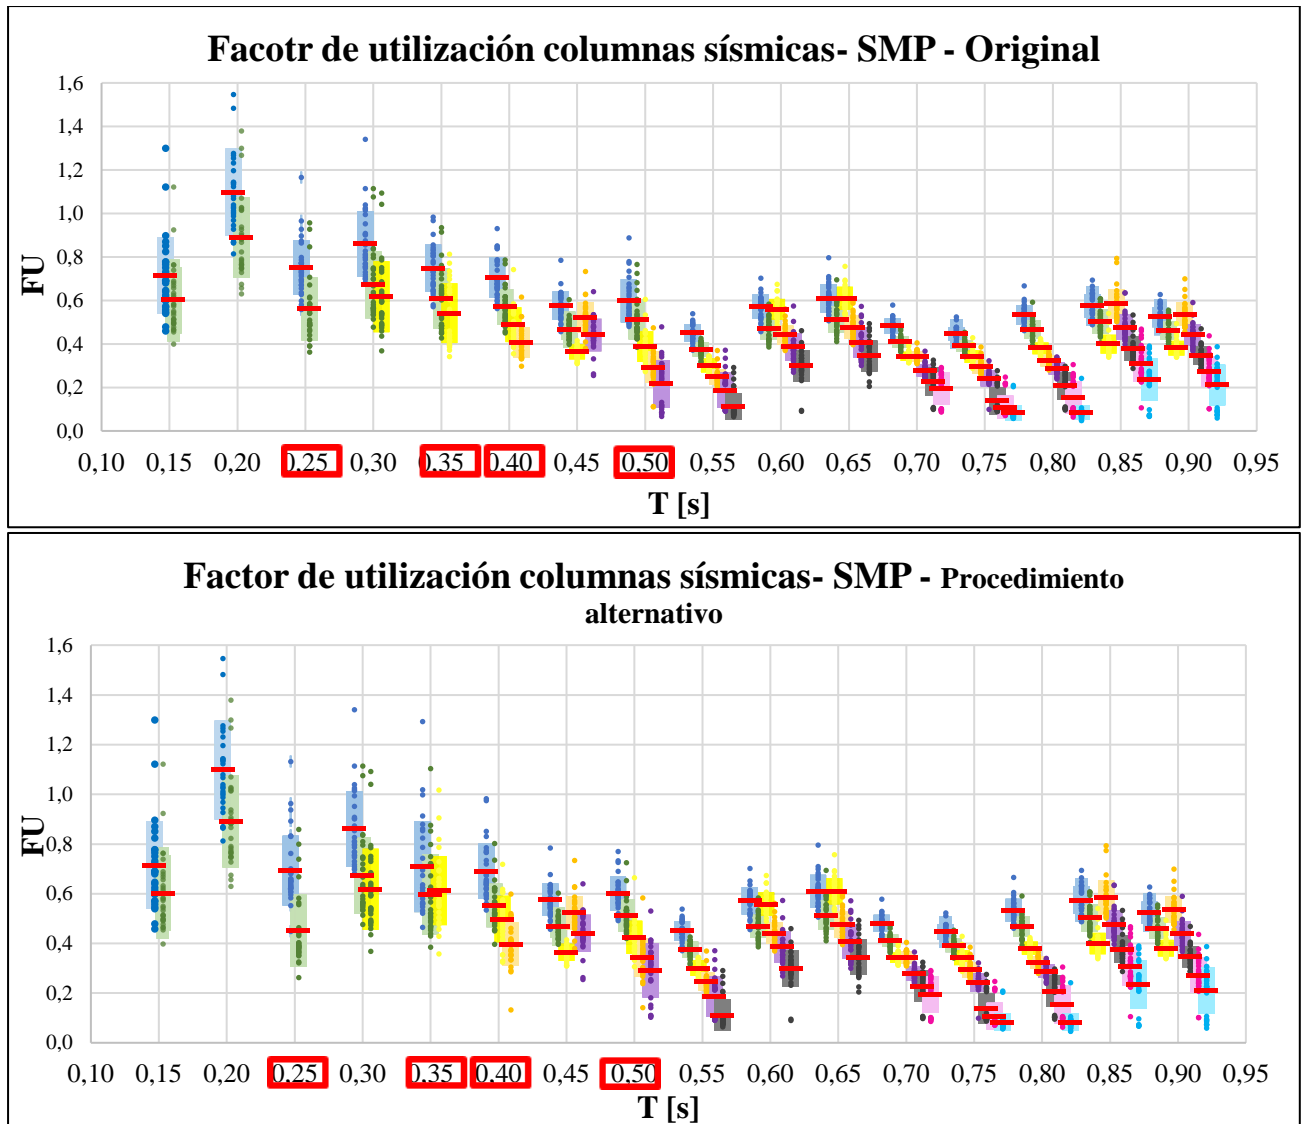 Facotr de utilización columnas sísmicas- SMP - Original
1,6
1,4
1,2
1,0
0,8
0,6
0,4
0,2
0,0
FU
0,10 0,15 0,20 0,25 0,30 0,35 0,40 0,45 0,50 0,55 0,60 0,65 0,70 0,75 0,80 0,85 0,90 0,95
T [s]
Factor de utilización columnas sísmicas- SMP - Procedimiento
alternativo
1,6
1,4
1,2
1,0
0,8
0,6
0,4
0,2
0,0
FU
0,10 0,15 0,20 0,25 0,30 0,35 0,40 0,45 0,50 0,55 0,60 0,65 0,70 0,75 0,80 0,85 0,90 0,95
T [s]